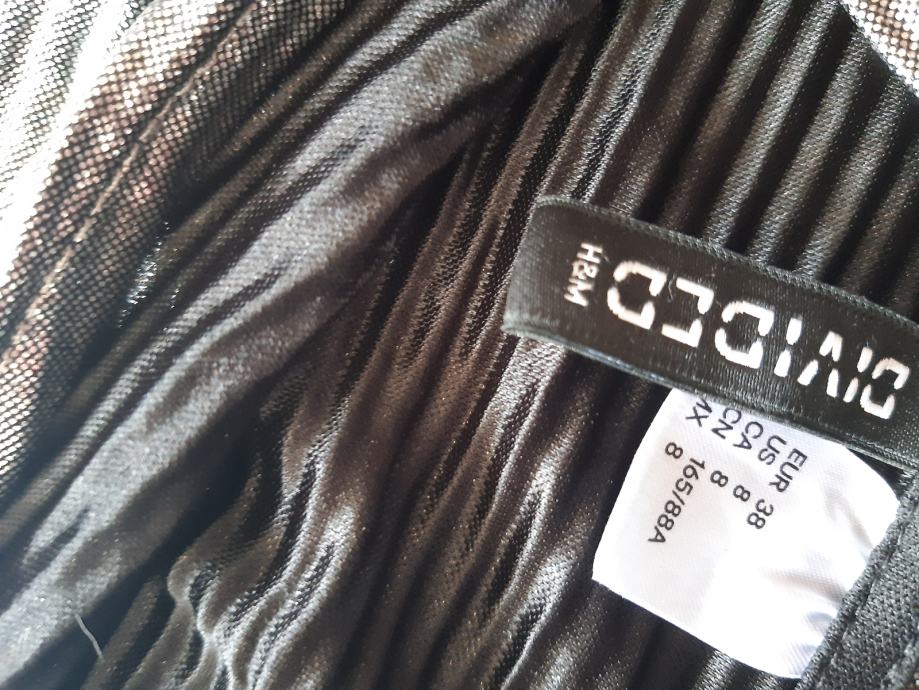 DIVIDED
H&M
EUR 38
US 8
CA 8
CN 165/88A
MX 8